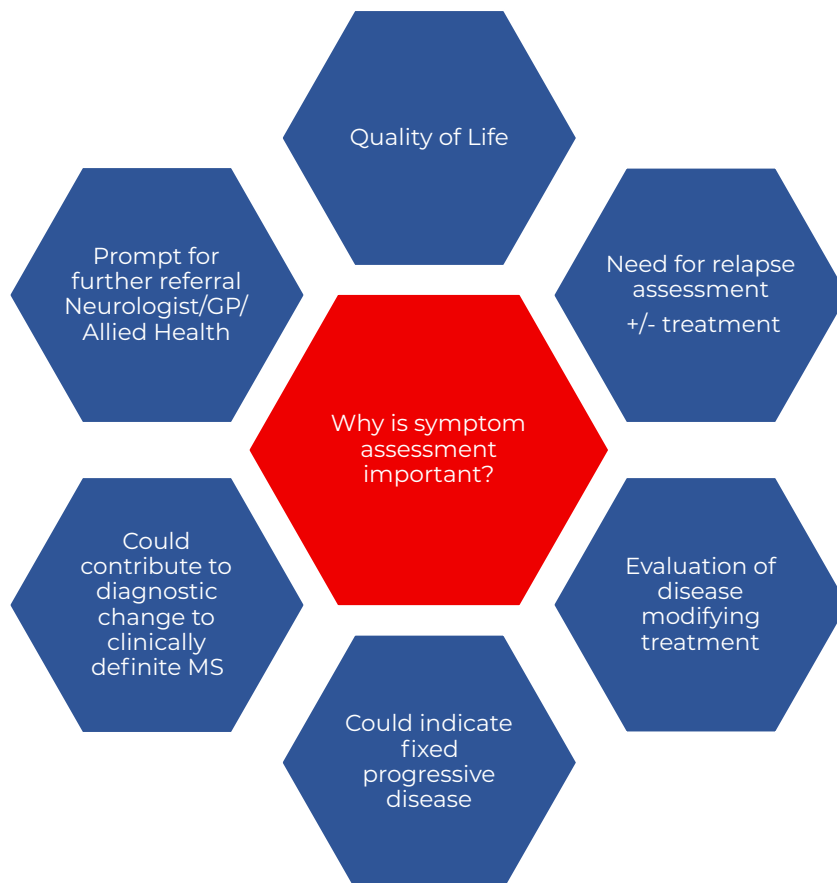 Quality of Life
Prompt for
further referral
Neurologist/GP/
Allied Health
Need for relapse
assessment
+/- treatment
Why is symptom
assessment
important?
Could
contribute to
diagnostic
change to
clinically
definite MS
Evaluation of
disease
modifying
treatment
Could indicate
fixed
progressive
disease